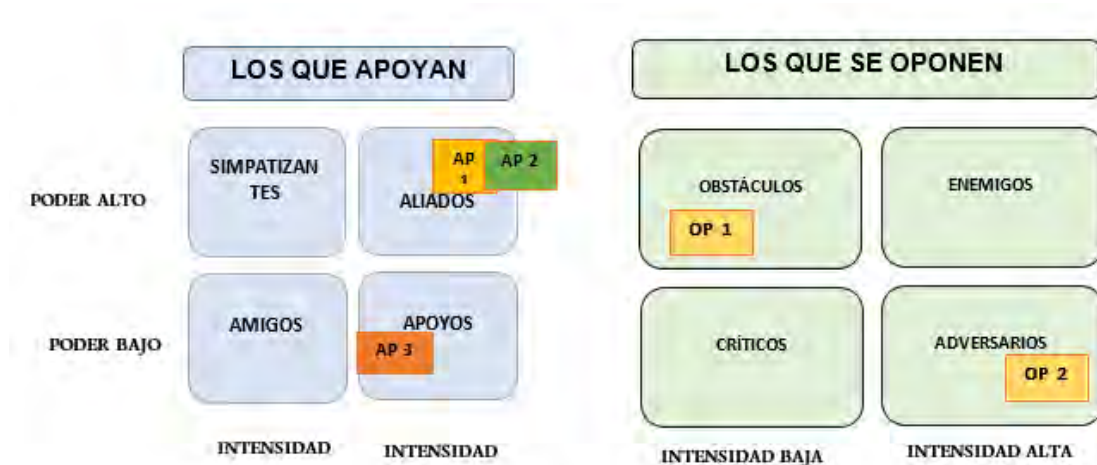 LOS QUE APOYAN
LOS QUE SE OPONEN
SIMPATIZAN
TES
AP
1
AP 2
ALIADOS
PODER ALTO
OBSTÁCULOS
ENEMIGOS
OP 1
AMIGOS
APOYOS
AP 3
PODER BAJO
CRÍTICOS
ADVERSARIOS
OP 2
INTENSIDAD
INTENSIDAD
INTENSIDAD BAJA
INTENSIDAD ALTA